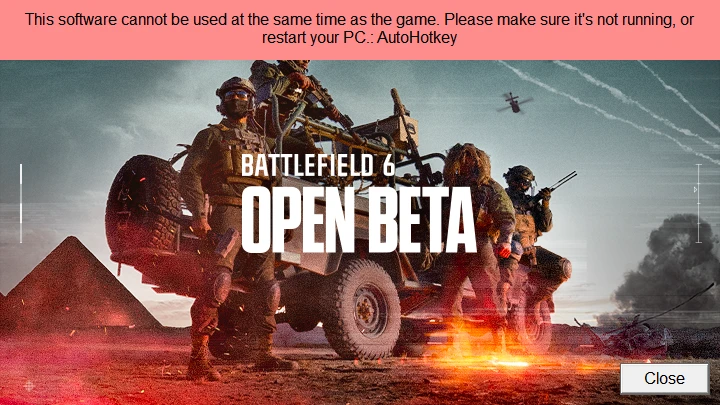 This software cannot be used at the same time as the game. Please make sure it's not running, or
restart your PC.: AutoHotkey
BATTLEFIELD 6
OPEN BETA
Close